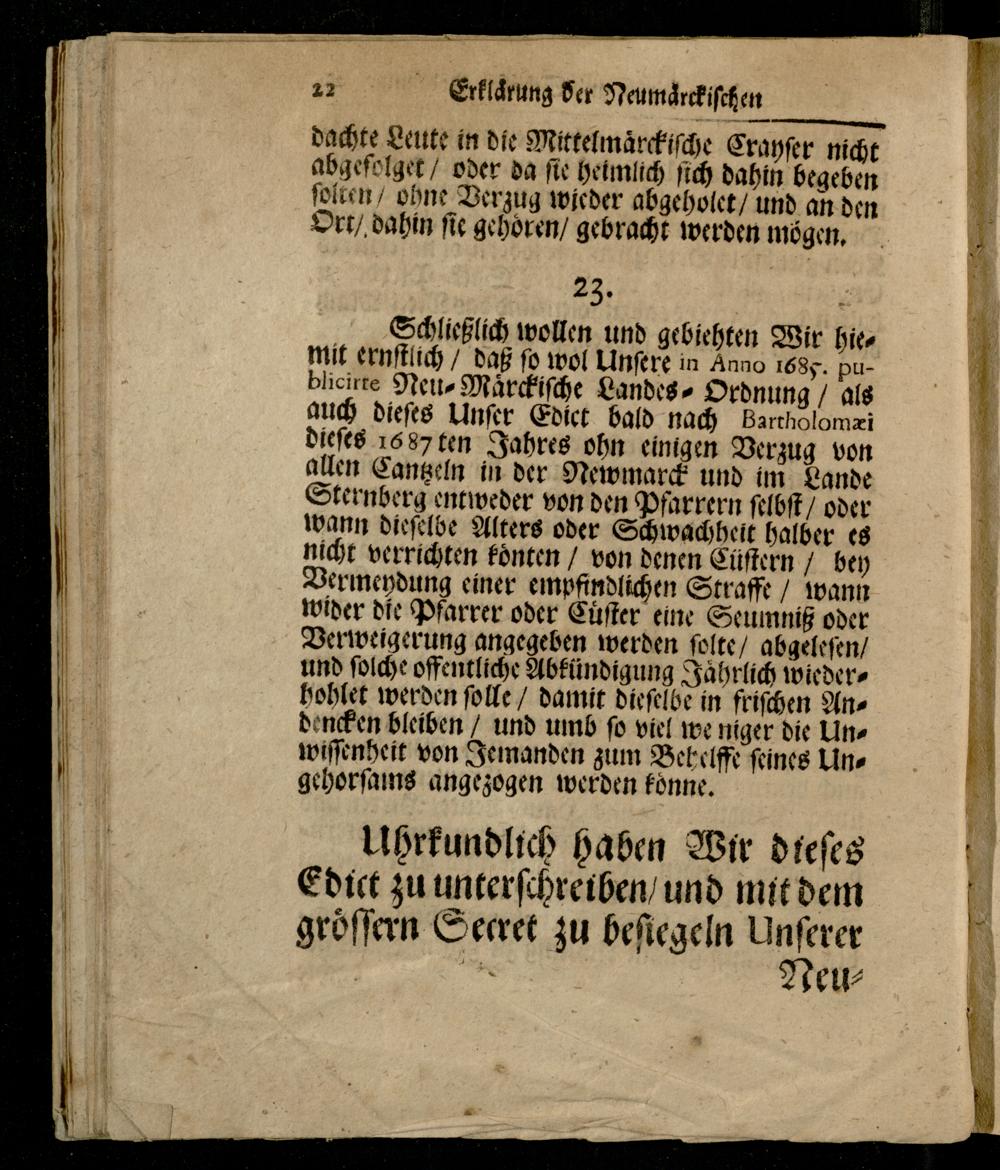 22 Erklärung der Neumärckischen
dachte Leute in die Mittelmärckische Crayser nicht
abgefolget / oder da sie heimlich sich dahin begeben
solten / ohne Verzug wieder abgeholet / und an den
Ort /. dahin sie gehören / gebracht werden mögen.
23.
Schließlich wollen und gebiehten Wir hie-
mit ernstlich / daß so wol Unsere in Anno 1685. pu-
blicirte Neu-Märckische Landes-Ordnung / als
auch dieses Unser Edict bald nach Bartholomæi
dieses 1687ten Jahres ohn einigen Verzug von
allen Cantzeln in der Newmarck und im Lande
Sternberg entweder von den Pfarrern selbst / oder
wann dieselbe Alters oder Schwachheit halber es
nicht verrichten könten / von denen Cüstern / bey
Vermeydung einer empfindlichen Straffe / wann
wider die Pfarrer oder Cüster eine Seumniß oder
Verweigerung angegeben werden solte / abgelesen /
und solche offentliche Abkündigung Jährlich wieder-
hohlet werden solle / damit dieselbe in frischen An-
dencken bleiben / und umb so viel we niger die Un-
wissenheit von Jemanden zum Behelffe seines Un-
gehorsams angezogen werden könne.
Uhrkundlich haben Wir dieses
Edict zu unterschreiben / und mit dem
grössern Secret zu besiegeln Unserer
Neu-